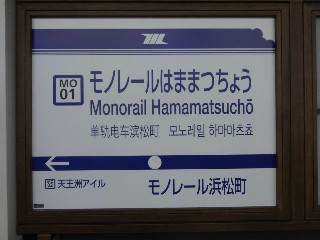 MO
01
モノレールはままつちょう
Monorail Hamamatsuchō
单轨电车滨松町 모노레일 하마마츠쵸
天王洲アイル
モノレール浜松町